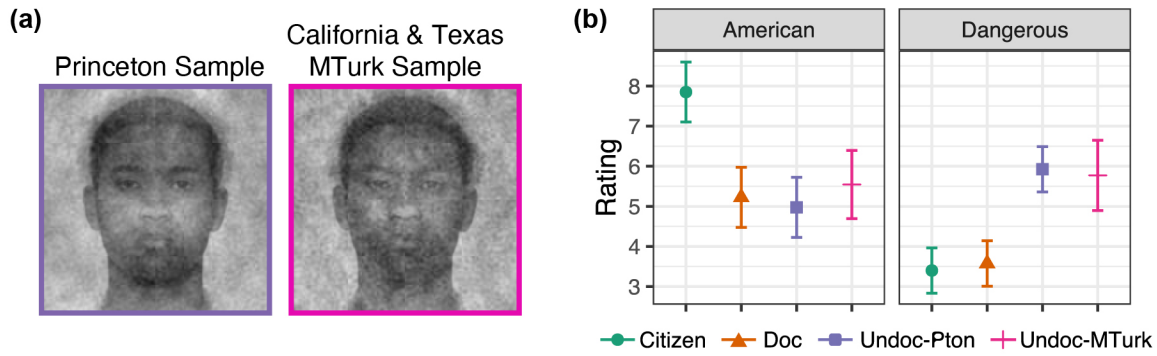 (a)
Princeton Sample
California & Texas
MTurk Sample
(b)
American
Dangerous
Rating
8
7
6
5
4
3
Citizen
Doc
Undoc-Pton
Undoc-MTurk